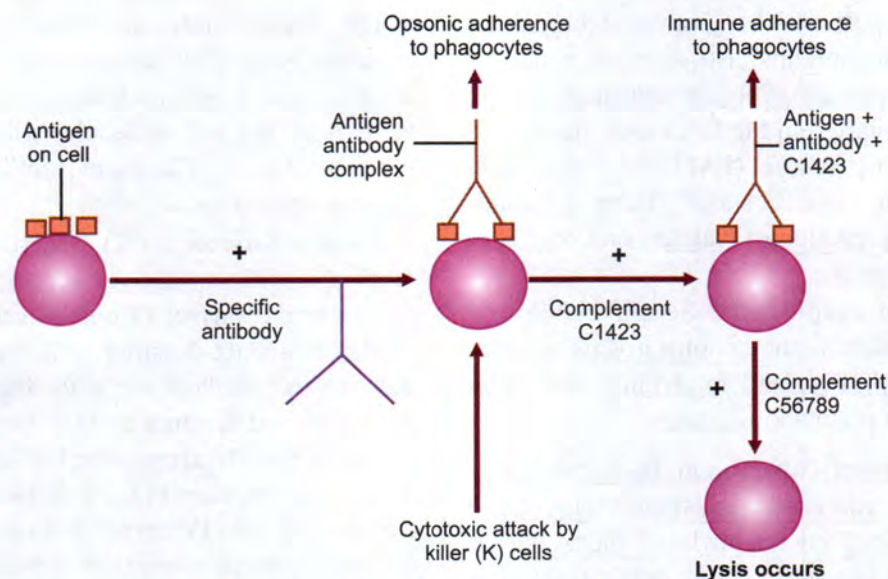 Opsonic adherence
to phagocytes
Immune adherence
to phagocytes
Antigen
on cell
Antigen
antibody
complex
Antigen +
antibody +
C1423
+
Specific
antibody
+
Complement
C1423
+
Complement
C56789
Cytotoxic attack by
killer (K) cells
Lysis occurs